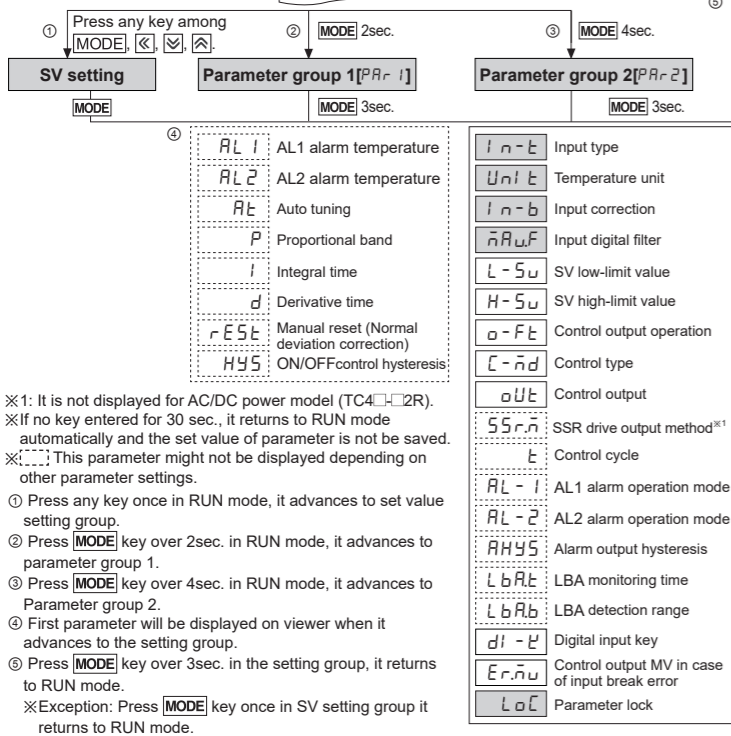 ⑤
① Press any key among
MODE, «, ⩔, ⩓.
② MODE 2sec.
③ MODE 4sec.
SV setting
Parameter group 1[PAr1]
Parameter group 2[PAr2]
MODE
MODE 3sec.
MODE 3sec.
④
AL1 AL1 alarm temperature
AL2 AL2 alarm temperature
At Auto tuning
P Proportional band
I Integral time
d Derivative time
rESt Manual reset (Normal
deviation correction)
HYS ON/OFFcontrol hysteresis
In-t Input type
UnIt Temperature unit
In-b Input correction
mAv.F Input digital filter
L-Sv SV low-limit value
H-Sv SV high-limit value
o-Ft Control output operation
C-md Control type
oUt Control output
SSr.m SSR drive output method※1
t Control cycle
AL-1 AL1 alarm operation mode
AL-2 AL2 alarm operation mode
AHYS Alarm output hysteresis
LbA.t LBA monitoring time
LbA.b LBA detection range
dI-K Digital input key
Er.mv Control output MV in case
of input break error
LoC Parameter lock
※1: It is not displayed for AC/DC power model (TC4□-□2R).
※If no key entered for 30 sec., it returns to RUN mode
automatically and the set value of parameter is not be saved.
※[ ] This parameter might not be displayed depending on
other parameter settings.
① Press any key once in RUN mode, it advances to set value
setting group.
② Press MODE key over 2sec. in RUN mode, it advances to
parameter group 1.
③ Press MODE key over 4sec. in RUN mode, it advances to
Parameter group 2.
④ First parameter will be displayed on viewer when it
advances to the setting group.
⑤ Press MODE key over 3sec. in the setting group, it returns
to RUN mode.
※Exception: Press MODE key once in SV setting group it
returns to RUN mode.